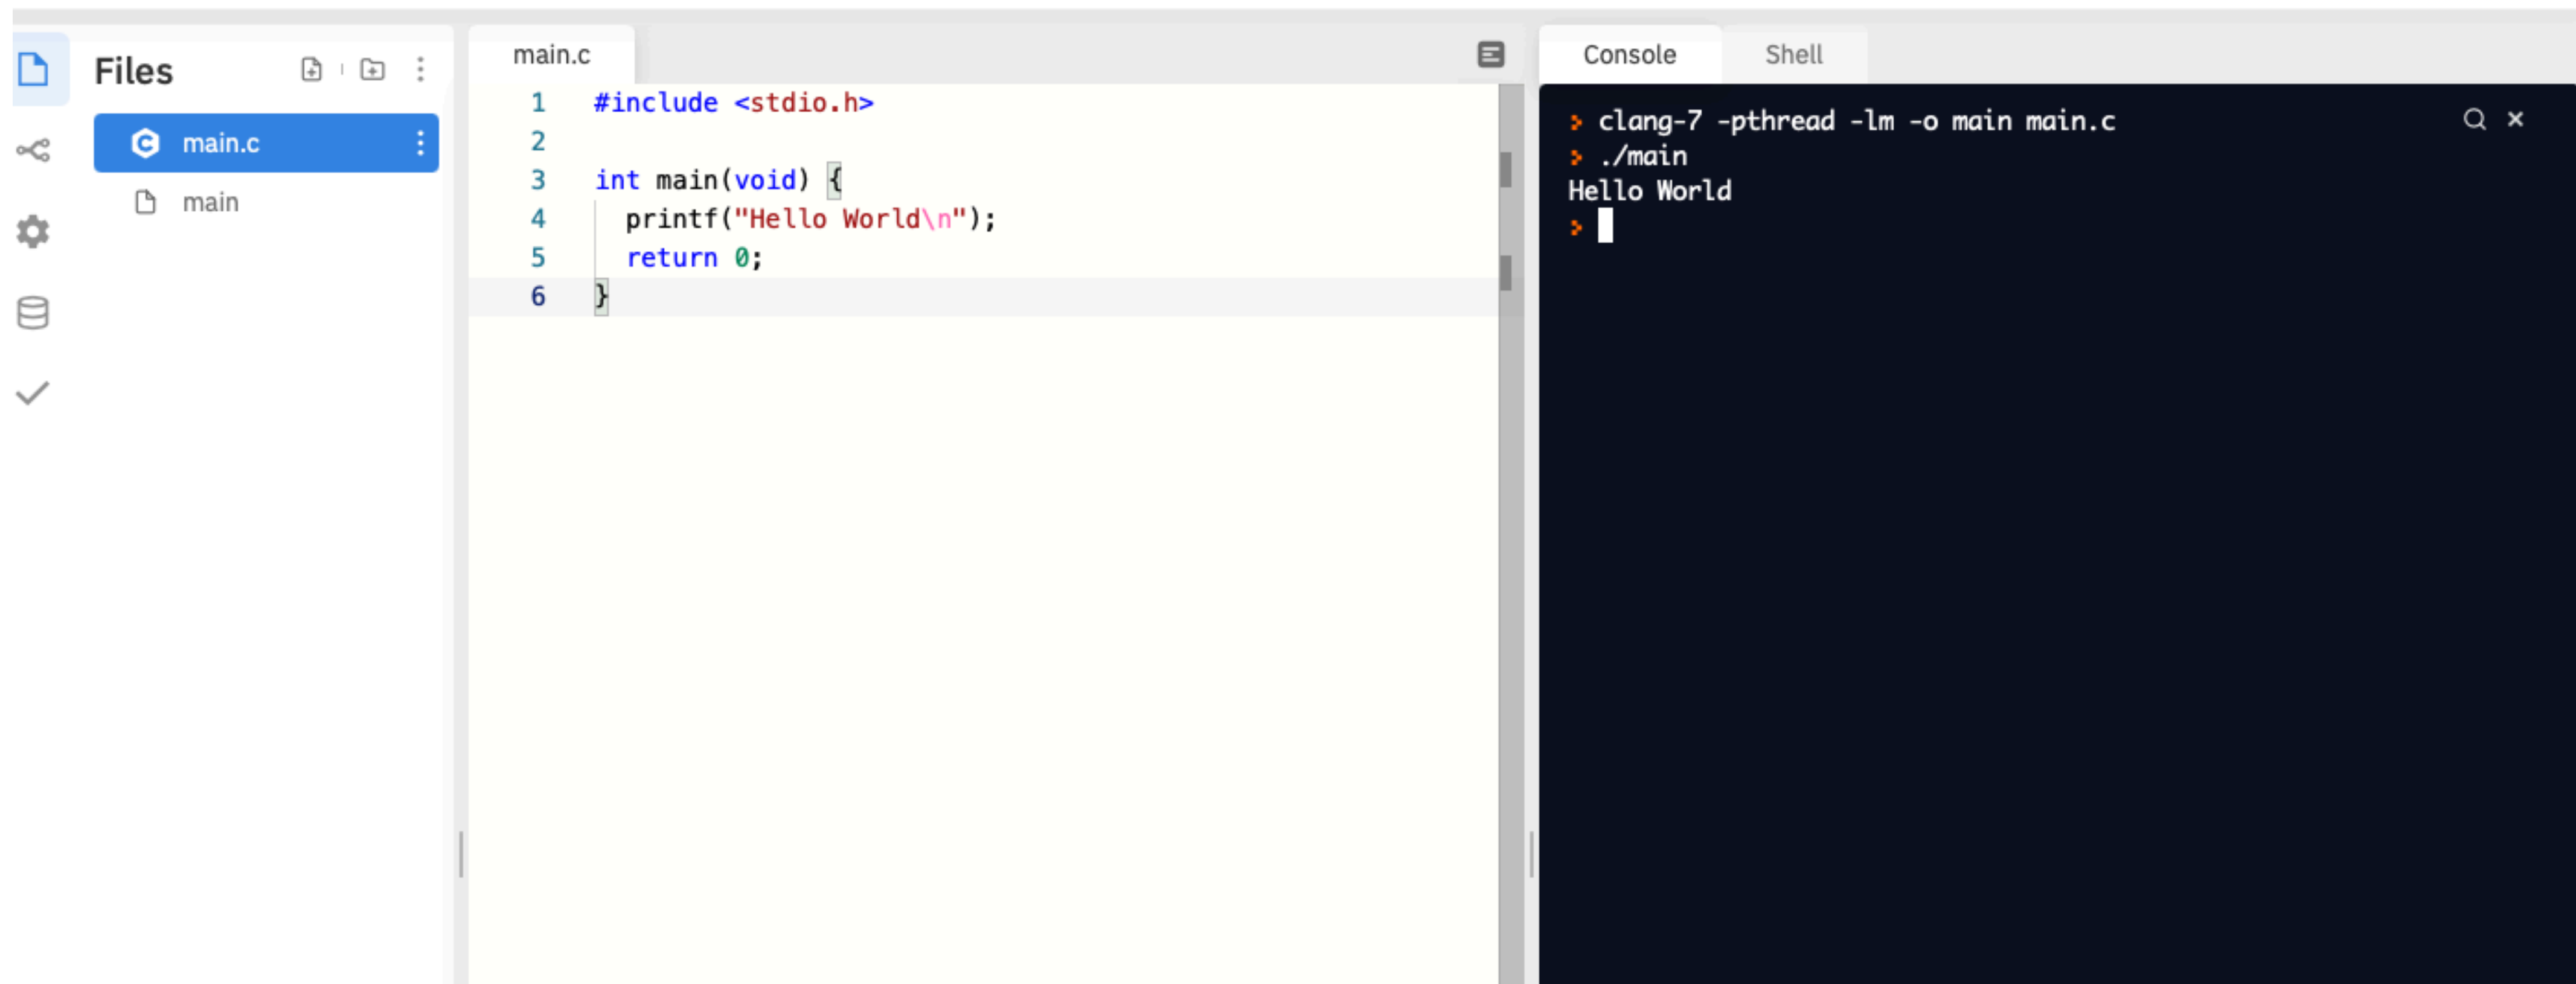 Files
main.c
main
main.c
1 #include <stdio.h>
2
3 int main(void) {
4 printf("Hello World\n");
5 return 0;
6 }
Console Shell
> clang-7 -pthread -lm -o main main.c
> ./main
Hello World
>